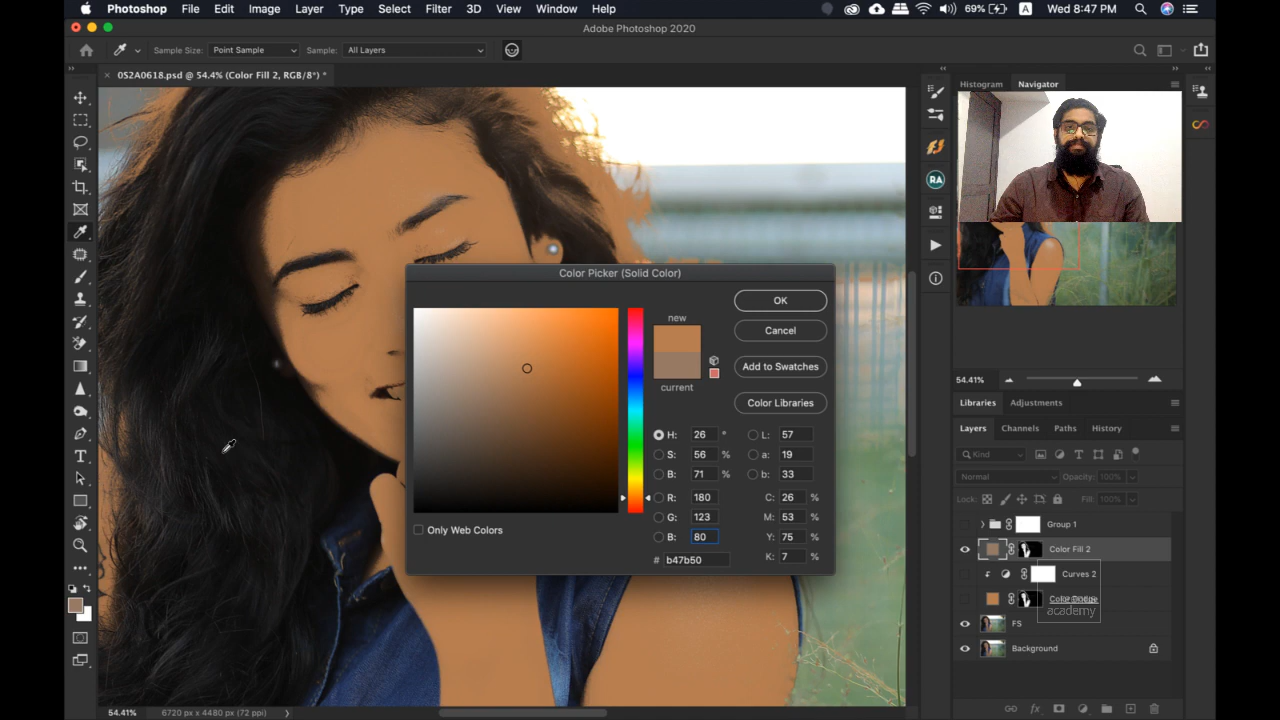 Photoshop File Edit Image Layer Type Select Filter 3D View Window Help 69% A Wed 8:47 PM
Adobe Photoshop 2020
Sample Size: Point Sample Sample: All Layers
× 0S2A0618.psd @ 54.4% (Color Fill 2, RGB/8*) *
Histogram Navigator
RA
Color Picker (Solid Color)
new
current
OK
Cancel
Add to Swatches
Color Libraries
H: 26 ° L: 57
S: 56 % a: 19
B: 71 % b: 33
R: 180 C: 26 %
G: 123 M: 53 %
B: 80 Y: 75 %
# b47b50 K: 7 %
Only Web Colors
54.41%
Libraries Adjustments
Layers Channels Paths History
Kind
Normal Opacity: 100%
Lock: Fill: 100%
Group 1
Color Fill 2
Curves 2
academy
FS
Background
fx
54.41% 6720 px x 4480 px (72 ppi)